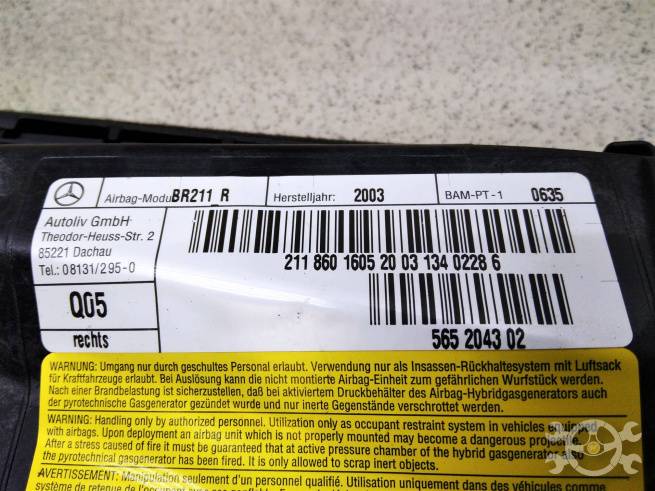 Airbag-Modu BR211_R Herstelljahr: 2003 BAM-PT-1 0635
Autoliv GmbH
Theodor-Heuss-Str. 2
85221 Dachau
Tel.: 08131/295-0
211 860 1605 20 03 134 0228 6
Q05
rechts
565 2043 02
WARNUNG: Umgang nur durch geschultes Personal erlaubt. Verwendung nur als Insassen-Rückhaltesystem mit Luftsack
für Kraftfahrzeuge erlaubt. Bei Auslösung kann die nicht montierte Airbag-Einheit zum gefährlichen Wurfstück werden.
Nach einer Brandbelastung ist sicherzustellen, daß bei aktiviertem Druckbehälter des Airbag-Hybridgasgenerators auch
der pyrotechnische Gasgenerator gezündet wurde und nur inerte Gegenstände verschrottet werden.
WARNING: Handling only by authorized personnel. Utilization only as occupant restraint system in vehicles equipped
with airbags. Upon deployment an airbag unit which is not properly mounted may become a dangerous projectile.
After a stress caused of fire it must be guaranteed that at active pressure chamber of the hybrid gasgenerator also
the pyrotechnical gasgenerator has been fired. It is only allowed to scrap inert objects.
AVERTISSEMENT: Manipulation seulement d'un personnel qualifié. Utilisation uniquement dans des véhicules comme